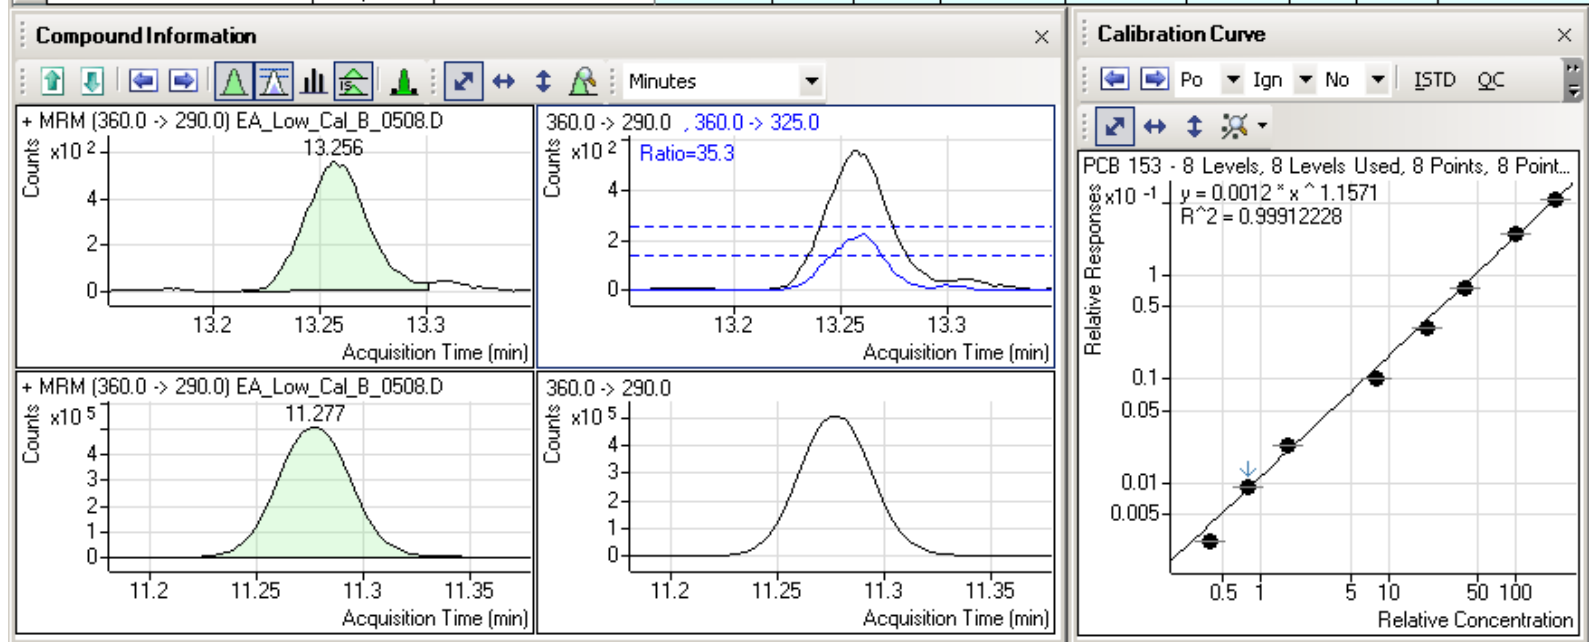 Compound Information
Minutes
+ MRM (360.0 -> 290.0) EA_Low_Cal_B_0508.D
x10 2
13.256
Counts
4
2
0
13.2 13.25 13.3
Acquisition Time (min)
360.0 -> 290.0 , 360.0 -> 325.0
x10 2
Ratio=35.3
Counts
4
2
0
13.2 13.25 13.3
Acquisition Time (min)
+ MRM (360.0 -> 290.0) EA_Low_Cal_B_0508.D
x10 5
11.277
Counts
4
3
2
1
0
11.2 11.25 11.3 11.35
Acquisition Time (min)
360.0 -> 290.0
x10 5
Counts
4
3
2
1
0
11.2 11.25 11.3 11.35
Acquisition Time (min)
Calibration Curve
Po Ign No ISTD QC
PCB 153 - 8 Levels, 8 Levels Used, 8 Points, 8 Point...
x10 -1
y = 0.0012 * x ^ 1.1571
R^2 = 0.99912228
Relative Responses
1
0.5
0.1
0.05
0.01
0.005
0.5 1 5 10 50 100
Relative Concentration